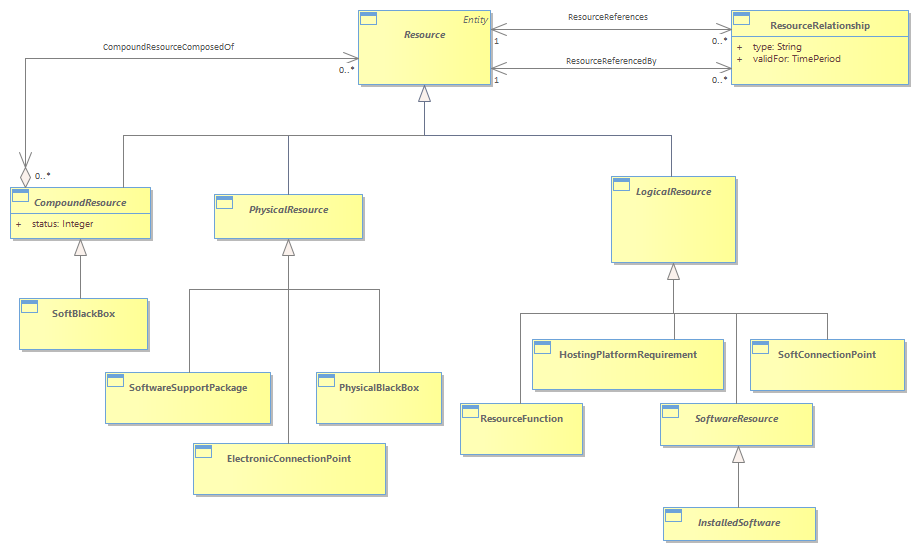 Entity
Resource
ResourceReferences
1
0..*
ResourceRelationship
+ type: String
+ validFor: TimePeriod
CompoundResourceComposedOf
0..*
ResourceReferencedBy
1
0..*
0..*
CompoundResource
+ status: Integer
PhysicalResource
LogicalResource
SoftBlackBox
SoftwareSupportPackage
PhysicalBlackBox
ElectronicConnectionPoint
HostingPlatformRequirement
SoftConnectionPoint
ResourceFunction
SoftwareResource
InstalledSoftware